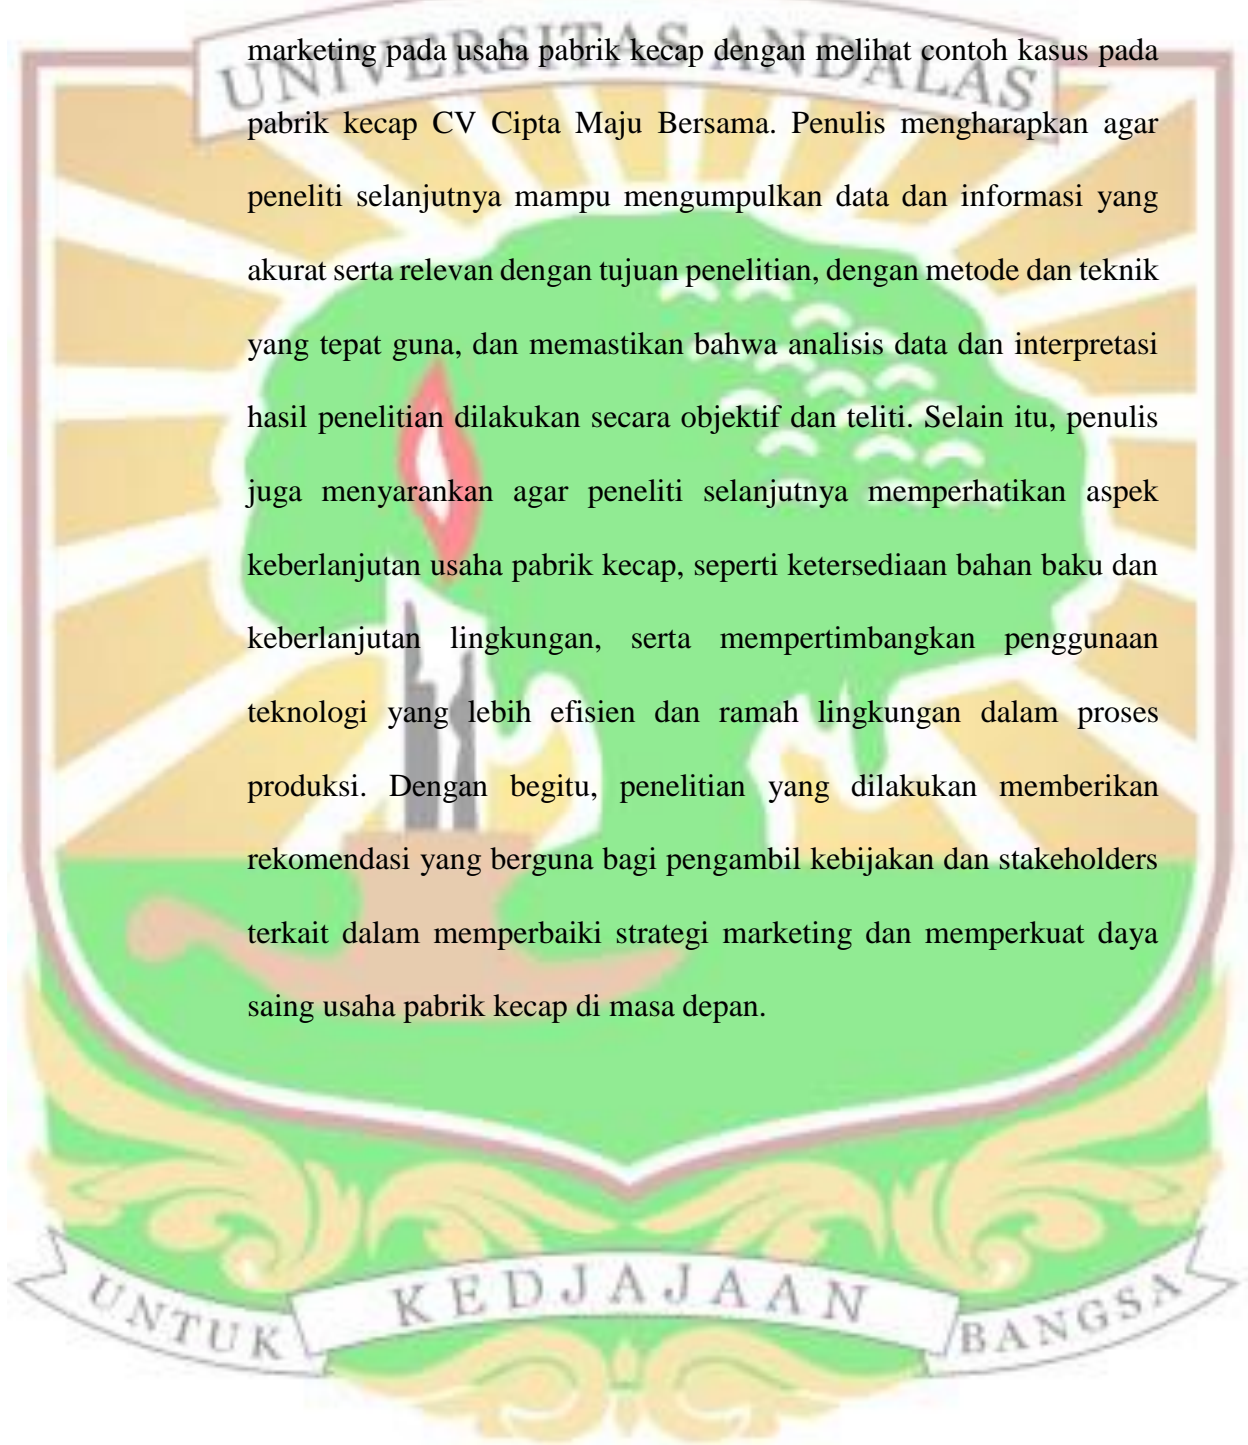 UNIVERSITAS ANDALAS
marketing pada usaha pabrik kecap dengan melihat contoh kasus pada
pabrik kecap CV Cipta Maju Bersama. Penulis mengharapkan agar
peneliti selanjutnya mampu mengumpulkan data dan informasi yang
akurat serta relevan dengan tujuan penelitian, dengan metode dan teknik
yang tepat guna, dan memastikan bahwa analisis data dan interpretasi
hasil penelitian dilakukan secara objektif dan teliti. Selain itu, penulis
juga menyarankan agar peneliti selanjutnya memperhatikan aspek
keberlanjutan usaha pabrik kecap, seperti ketersediaan bahan baku dan
keberlanjutan lingkungan, serta mempertimbangkan penggunaan
teknologi yang lebih efisien dan ramah lingkungan dalam proses
produksi. Dengan begitu, penelitian yang dilakukan memberikan
rekomendasi yang berguna bagi pengambil kebijakan dan stakeholders
terkait dalam memperbaiki strategi marketing dan memperkuat daya
saing usaha pabrik kecap di masa depan.
UNTUK KEDJAJAAN BANGSA